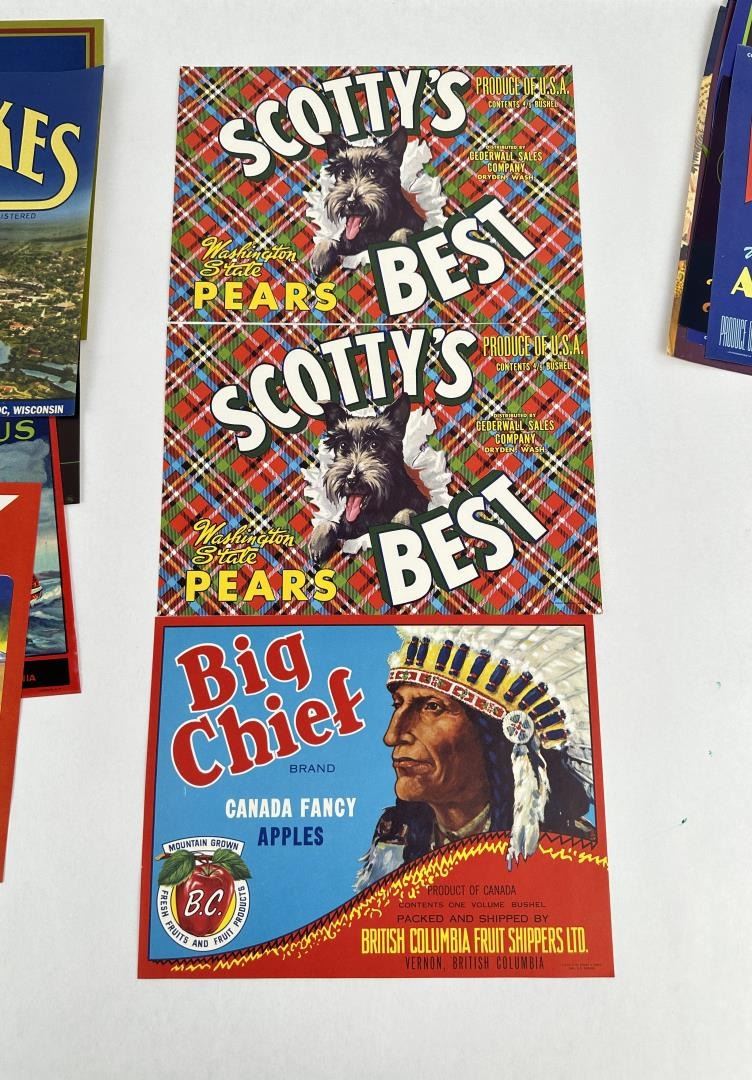 KES
ISTERED
OC, WISCONSIN
US
NIA
SCOTTY'S
PRODUCE OF U.S.A.
CONTENTS 4/5 BUSHEL
DISTRIBUTED BY
CEDERWALL SALES
COMPANY
DRYDEN, WASH.
Washington
State
PEARS
BEST
SCOTTY'S
PRODUCE OF U.S.A.
CONTENTS 4/5 BUSHEL
DISTRIBUTED BY
CEDERWALL SALES
COMPANY
DRYDEN, WASH.
Washington
State
PEARS
BEST
Big
Chief
BRAND
CANADA FANCY
APPLES
MOUNTAIN GROWN
B.C.
FRESH FRUITS AND FRUIT PRODUCTS
PRODUCT OF CANADA
CONTENTS ONE VOLUME BUSHEL
PACKED AND SHIPPED BY
BRITISH COLUMBIA FRUIT SHIPPERS LTD.
VERNON, BRITISH COLUMBIA
A
PRODUCE